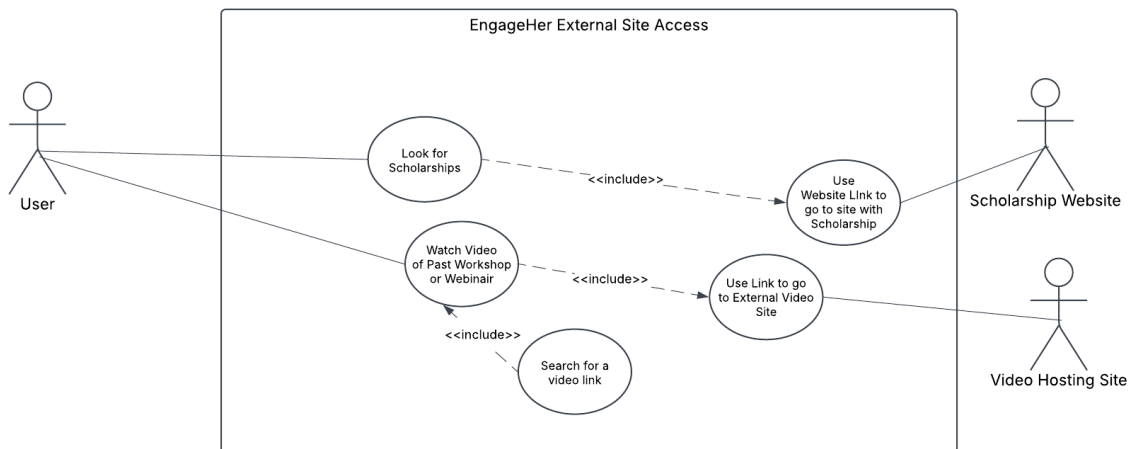 EngageHer External Site Access
Look for
Scholarships
<<include>>
Use
Website LInk to
go to site with
Scholarship
Scholarship Website
User
Watch Video
of Past Workshop
or Webinair
<<include>>
Use Link to go
to External Video
Site
Video Hosting Site
<<include>>
Search for a
video link